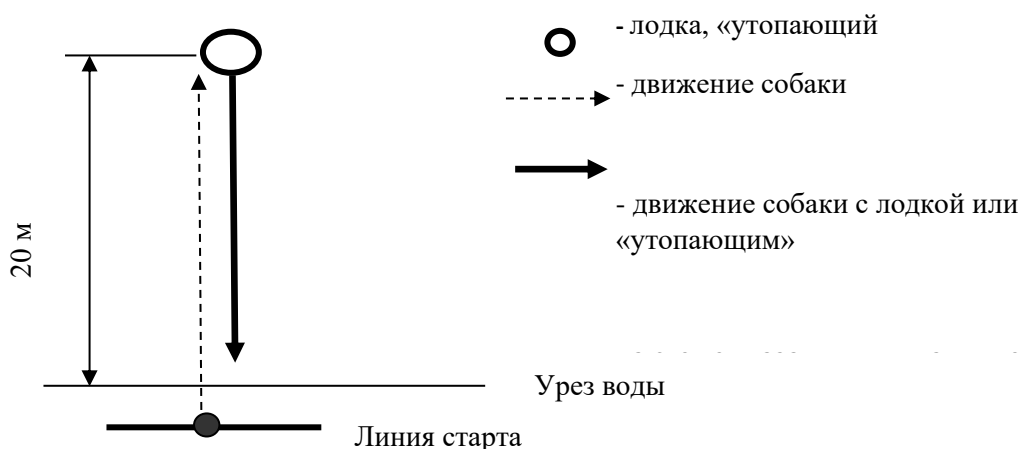 - лодка, «утопающий
- движение собаки
- движение собаки с лодкой или
«утопающим»
20 м
Урез воды
Линия старта